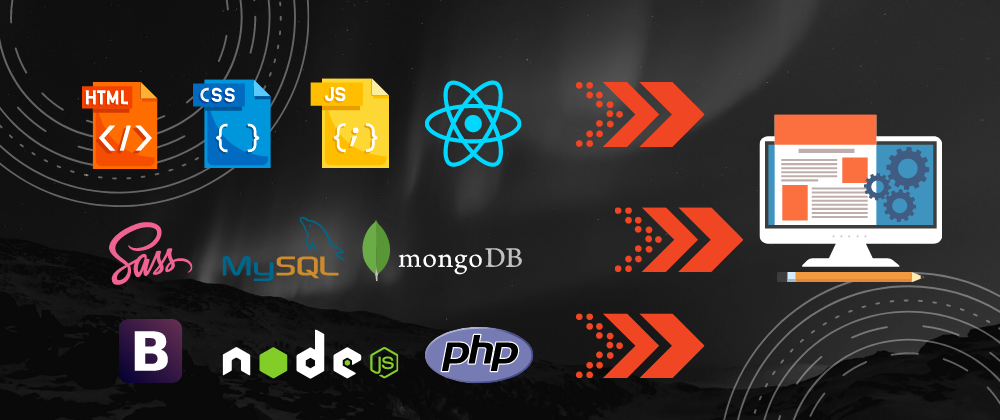 HTML
</>
CSS
{ }
JS
{;}
Sass
MySQL
mongoDB
B
node
JS
php